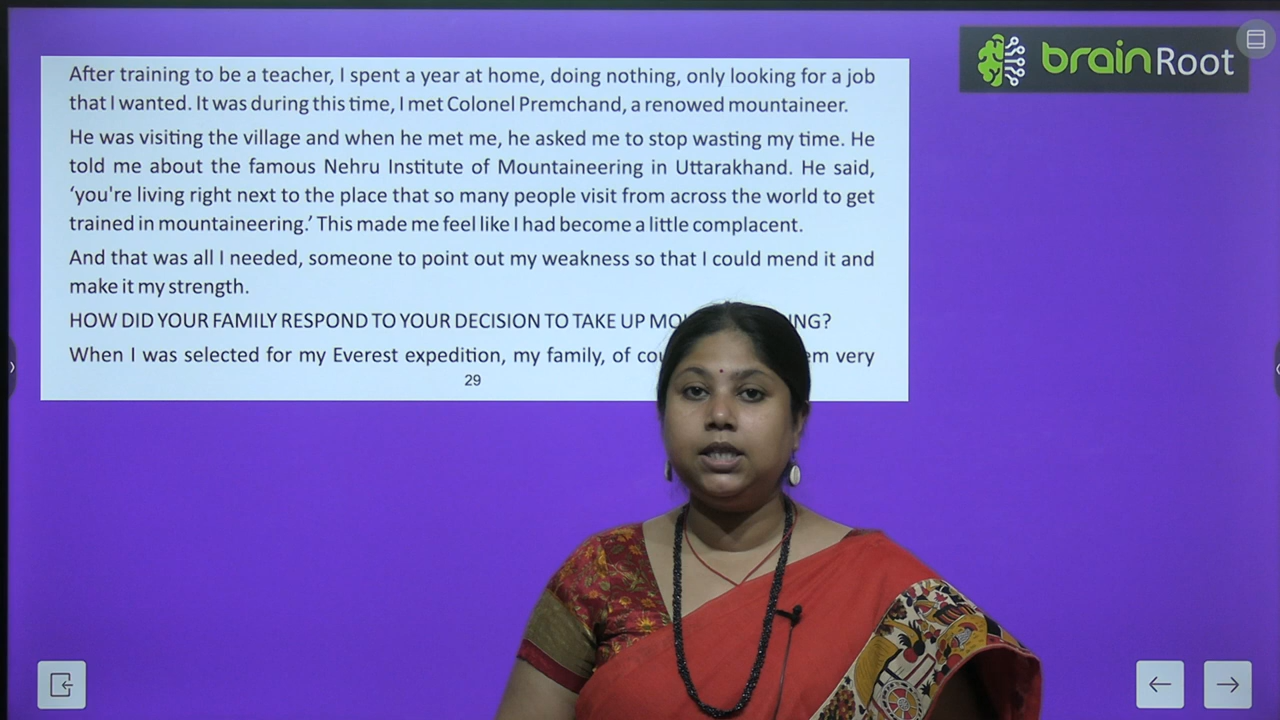 brainRoot
After training to be a teacher, I spent a year at home, doing nothing, only looking for a job
that I wanted. It was during this time, I met Colonel Premchand, a renowed mountaineer.
He was visiting the village and when he met me, he asked me to stop wasting my time. He
told me about the famous Nehru Institute of Mountaineering in Uttarakhand. He said,
‘you're living right next to the place that so many people visit from across the world to get
trained in mountaineering.’ This made me feel like I had become a little complacent.
And that was all I needed, someone to point out my weakness so that I could mend it and
make it my strength.
HOW DID YOUR FAMILY RESPOND TO YOUR DECISION TO TAKE UP
When I was selected for my Everest expedition, my family, of very
29